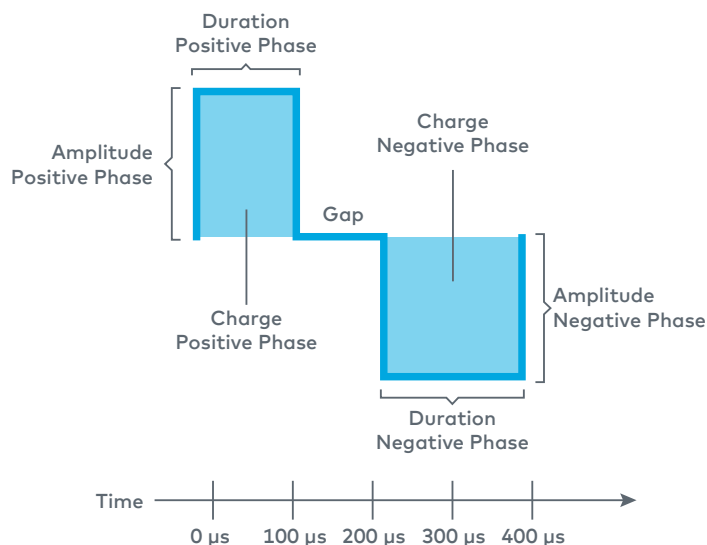 Duration
Positive Phase
Amplitude
Positive Phase
Charge
Negative Phase
Gap
Charge
Positive Phase
Amplitude
Negative Phase
Duration
Negative Phase
Time
0 µs 100 µs 200 µs 300 µs 400 µs